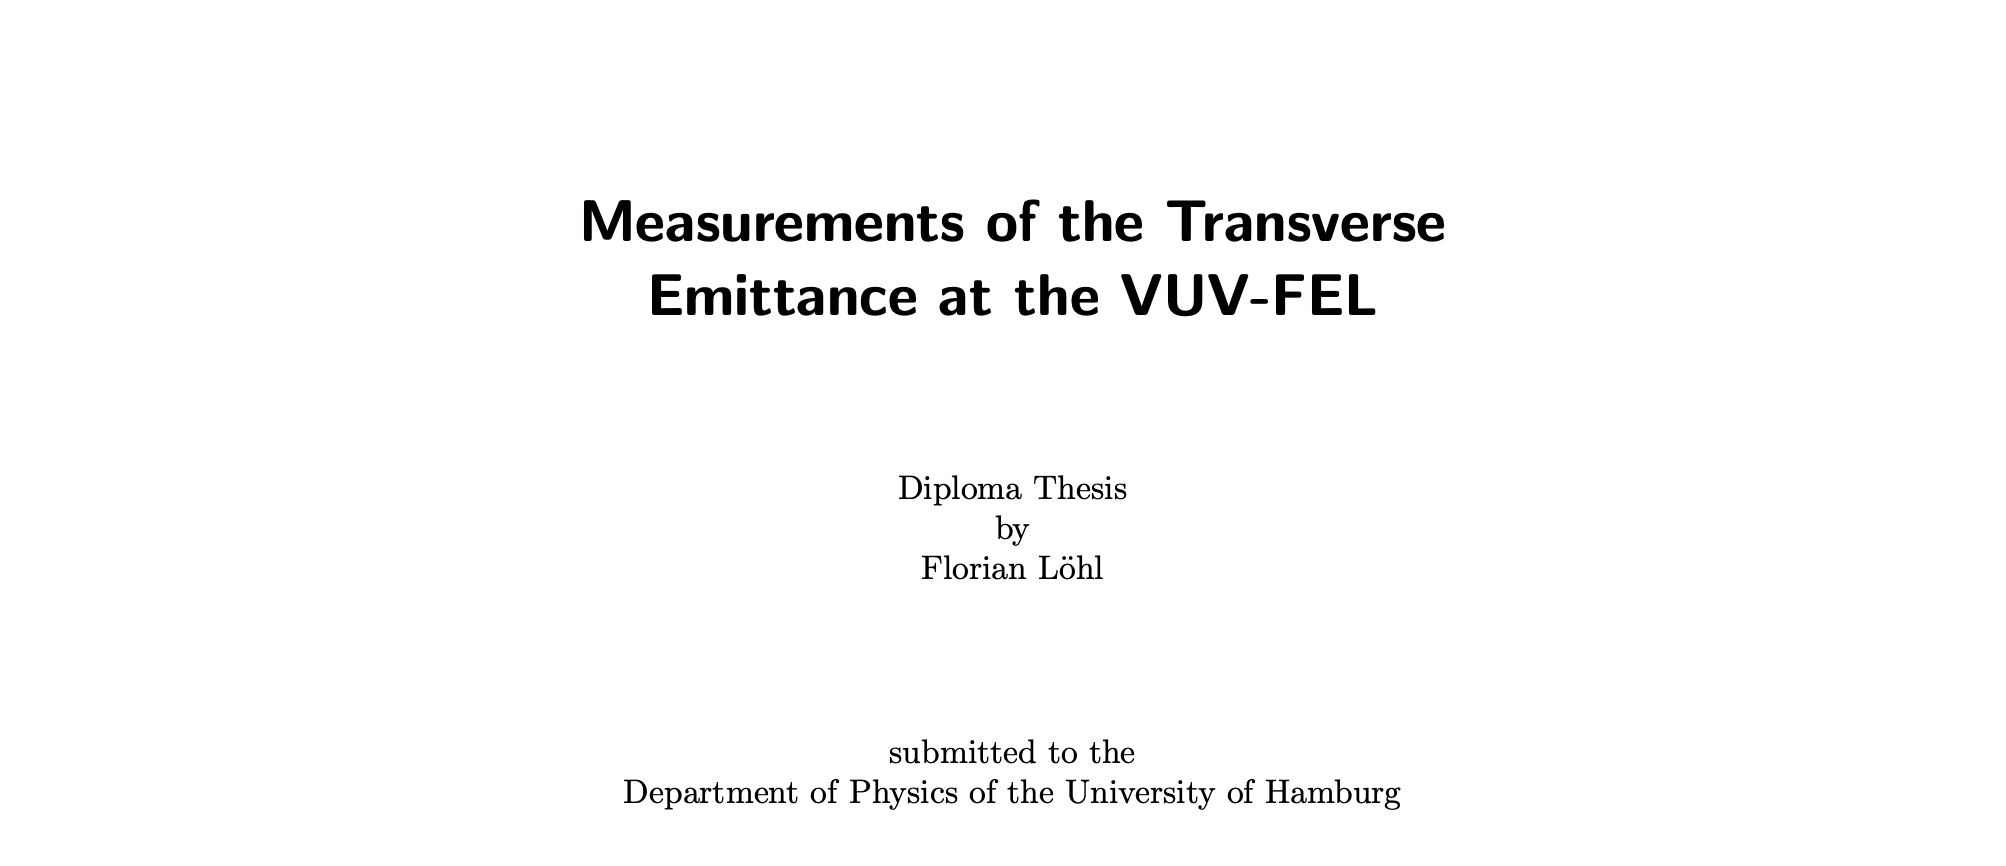 Measurements of the Transverse
Emittance at the VUV-FEL
Diploma Thesis
by
Florian Löhl
submitted to the
Department of Physics of the University of Hamburg